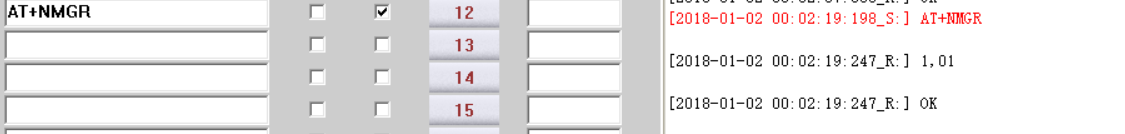 AT+NMGR
12
13
14
15
[2018-01-02 00:02:19:198_S:] AT+NMGR
[2018-01-02 00:02:19:247_R:] 1,01
[2018-01-02 00:02:19:247_R:] OK